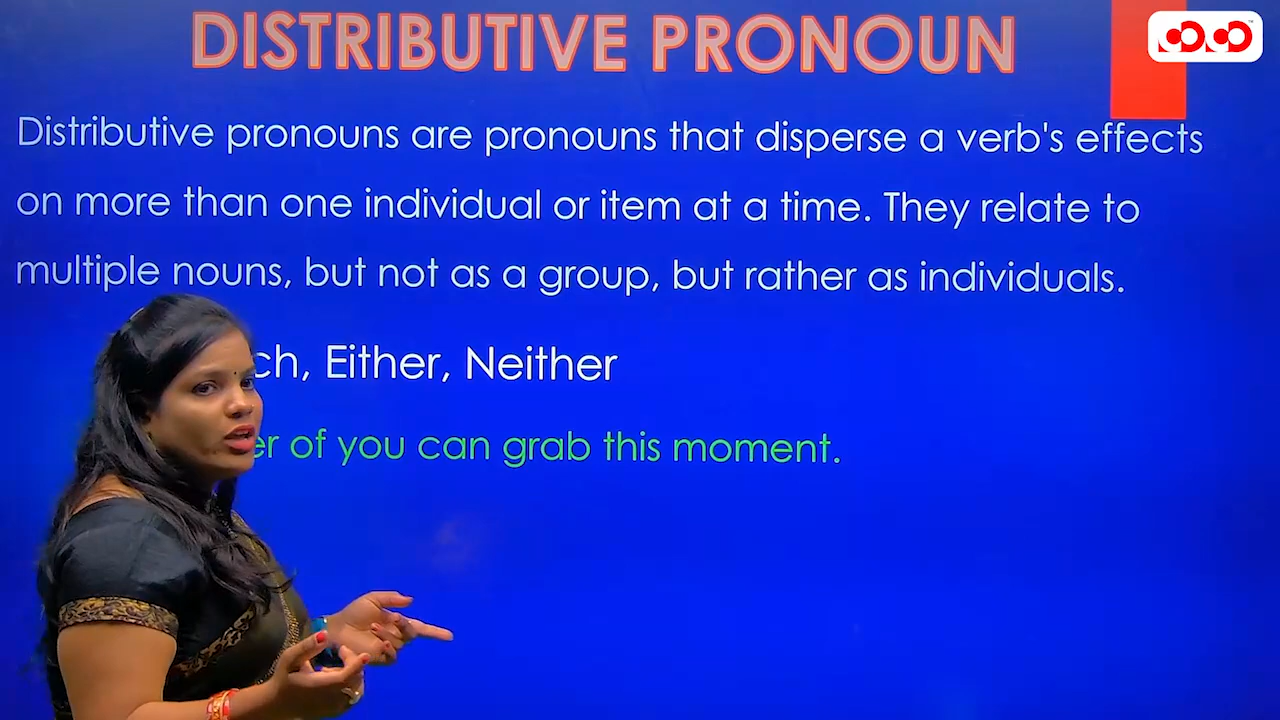 DISTRIBUTIVE PRONOUN
Distributive pronouns are pronouns that disperse a verb's effects
on more than one individual or item at a time. They relate to
multiple nouns, but not as a group, but rather as individuals.
Either, Neither
of you can grab this moment.